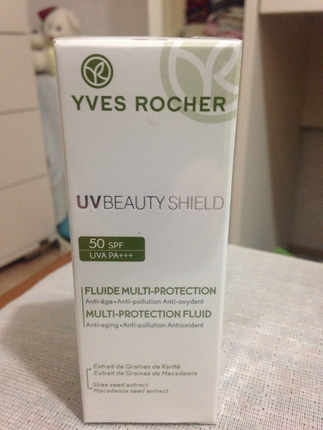 YVES ROCHER
UVBEAUTY SHIELD
50 SPF
UVA PA+++
FLUIDE MULTI-PROTECTION
Anti-âge•Anti-pollution Anti-oxydant
MULTI-PROTECTION FLUID
Anti-aging•Anti-pollution Antioxidant
Extrait de Graines de Karité
Extrait de Graines de Macadamia
Shea seed extract
Macadamia seed extract